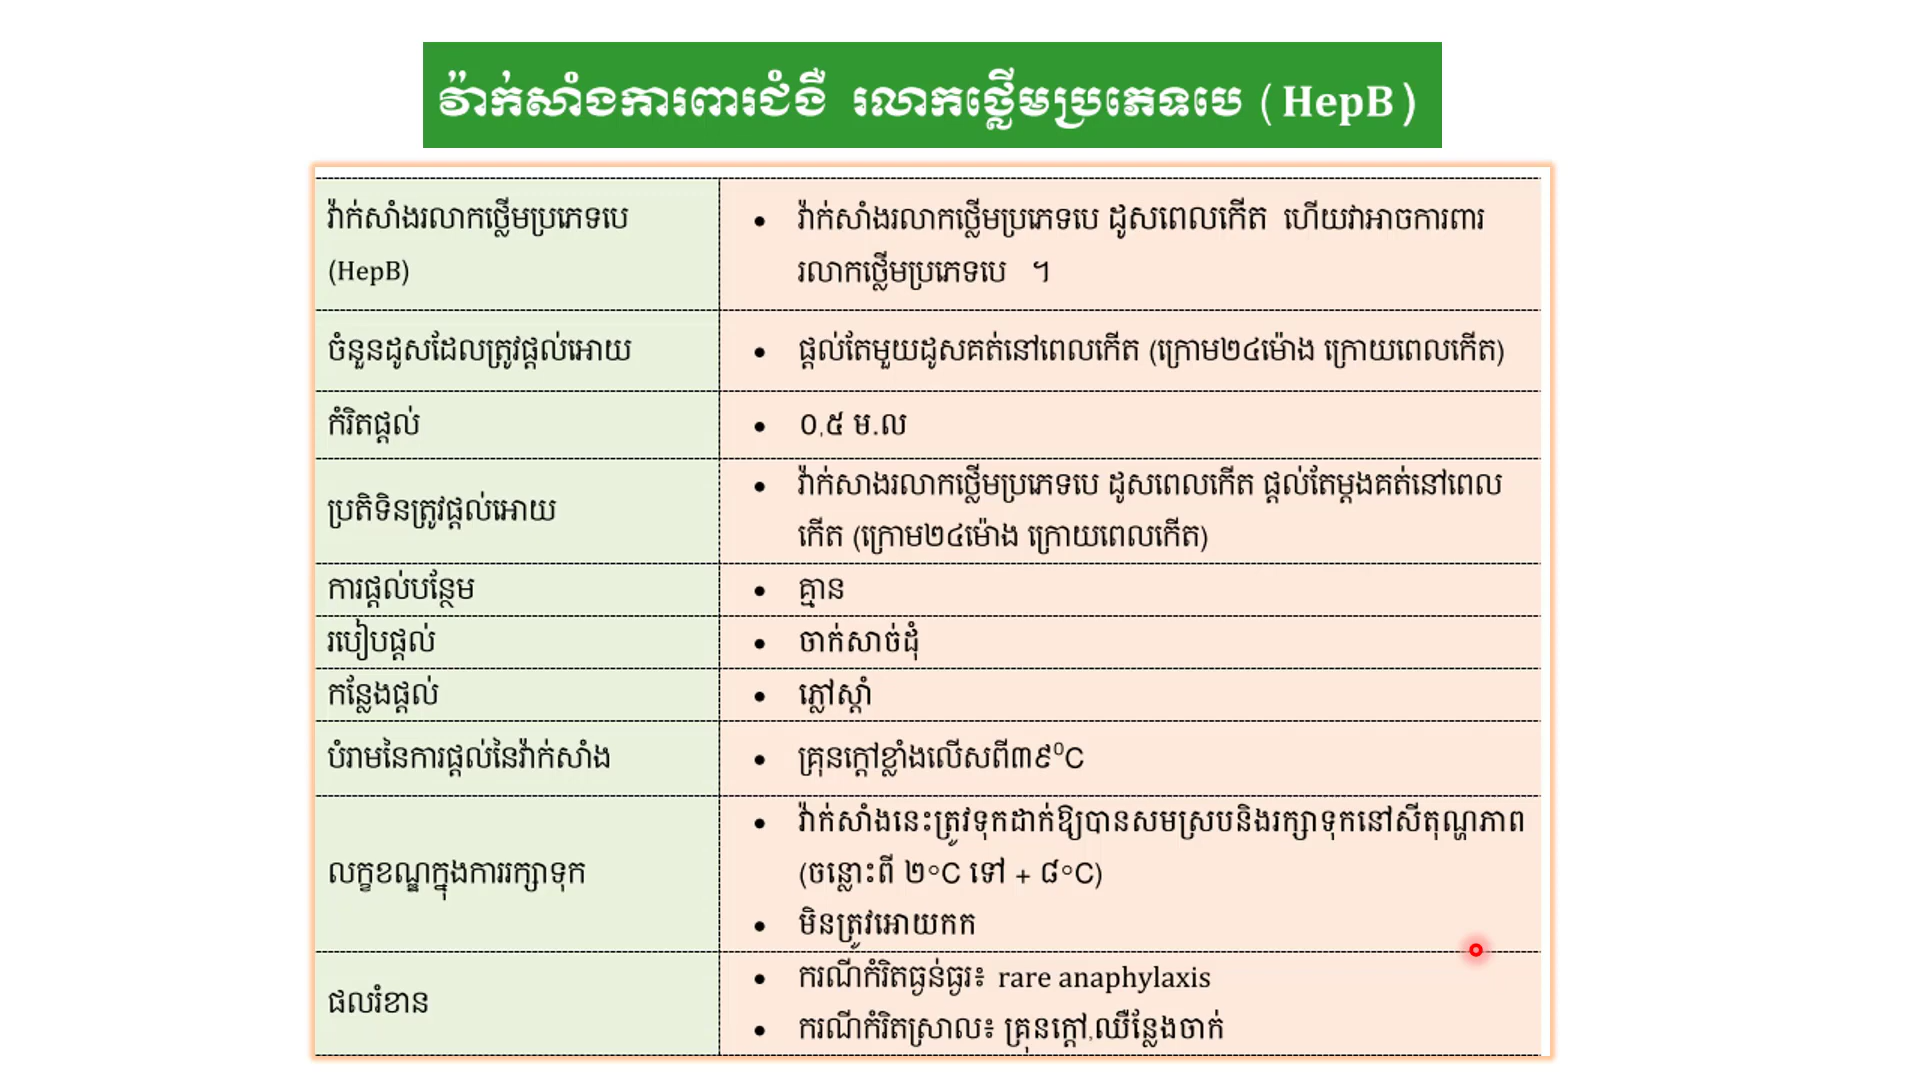 វ៉ាក់សាំងការពារជំងឺ រលាកថ្លើមប្រភេទបេ (HepB)
វ៉ាក់សាំងរលាកថ្លើមប្រភេទបេ
(HepB)
• វ៉ាក់សាំងរលាកថ្លើមប្រភេទបេ ដូសពេលកើត ហើយវាអាចការពារ
រលាកថ្លើមប្រភេទបេ ។
ចំនួនដូសដែលត្រូវផ្តល់អោយ
• ផ្តល់តែមួយដូសគត់នៅពេលកើត (ក្រោម២៤ម៉ោង ក្រោយពេលកើត)
កំរិតផ្តល់
• 0,៥ ម.ល
ប្រតិទិនត្រូវផ្តល់អោយ
• វ៉ាក់សាងរលាកថ្លើមប្រភេទបេ ដូសពេលកើត ផ្តល់តែម្តងគត់នៅពេល
កើត (ក្រោម២៤ម៉ោង ក្រោយពេលកើត)
ការផ្តល់បន្ថែម
• គ្មាន
របៀបផ្តល់
• ចាក់សាច់ដុំ
កន្លែងផ្តល់
• ភ្លៅស្តាំ
បំរាមនៃការផ្តល់នៃវ៉ាក់សាំង
• គ្រុនក្តៅខ្លាំងលើសពី៣៩⁰C
លក្ខខណ្ឌក្នុងការរក្សាទុក
• វ៉ាក់សាំងនេះត្រូវទុកដាក់ឱ្យបានសមស្របនិងរក្សាទុកនៅសីតុណ្ហភាព
(ចន្លោះពី ២°C ទៅ + ៨°C)
• មិនត្រូវអោយកក
ផលរំខាន
• ករណីកំរិតធ្ងន់ធ្ងរ៖ rare anaphylaxis
• ករណីកំរិតស្រាល៖ គ្រុនក្តៅ,ឈឺន្លែងចាក់